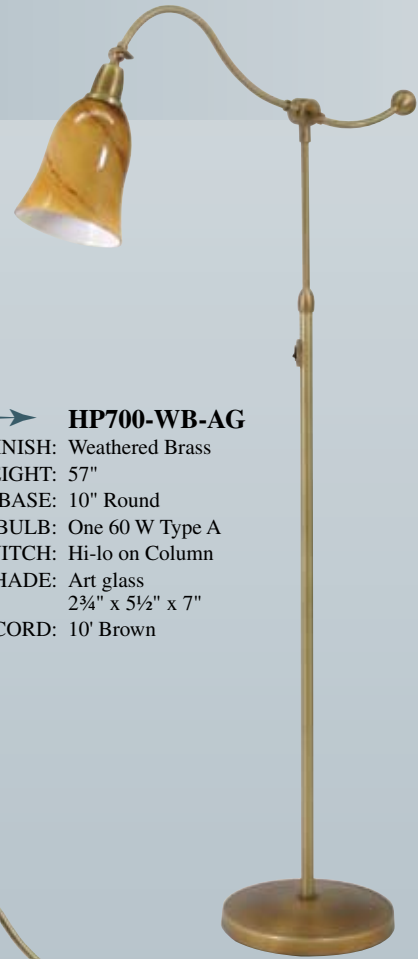 HP700-WB-AG
NISH: Weathered Brass
IGHT: 57"
BASE: 10" Round
BULB: One 60 W Type A
ITCH: Hi-lo on Column
HADE: Art glass
2¾" x 5½" x 7"
CORD: 10' Brown